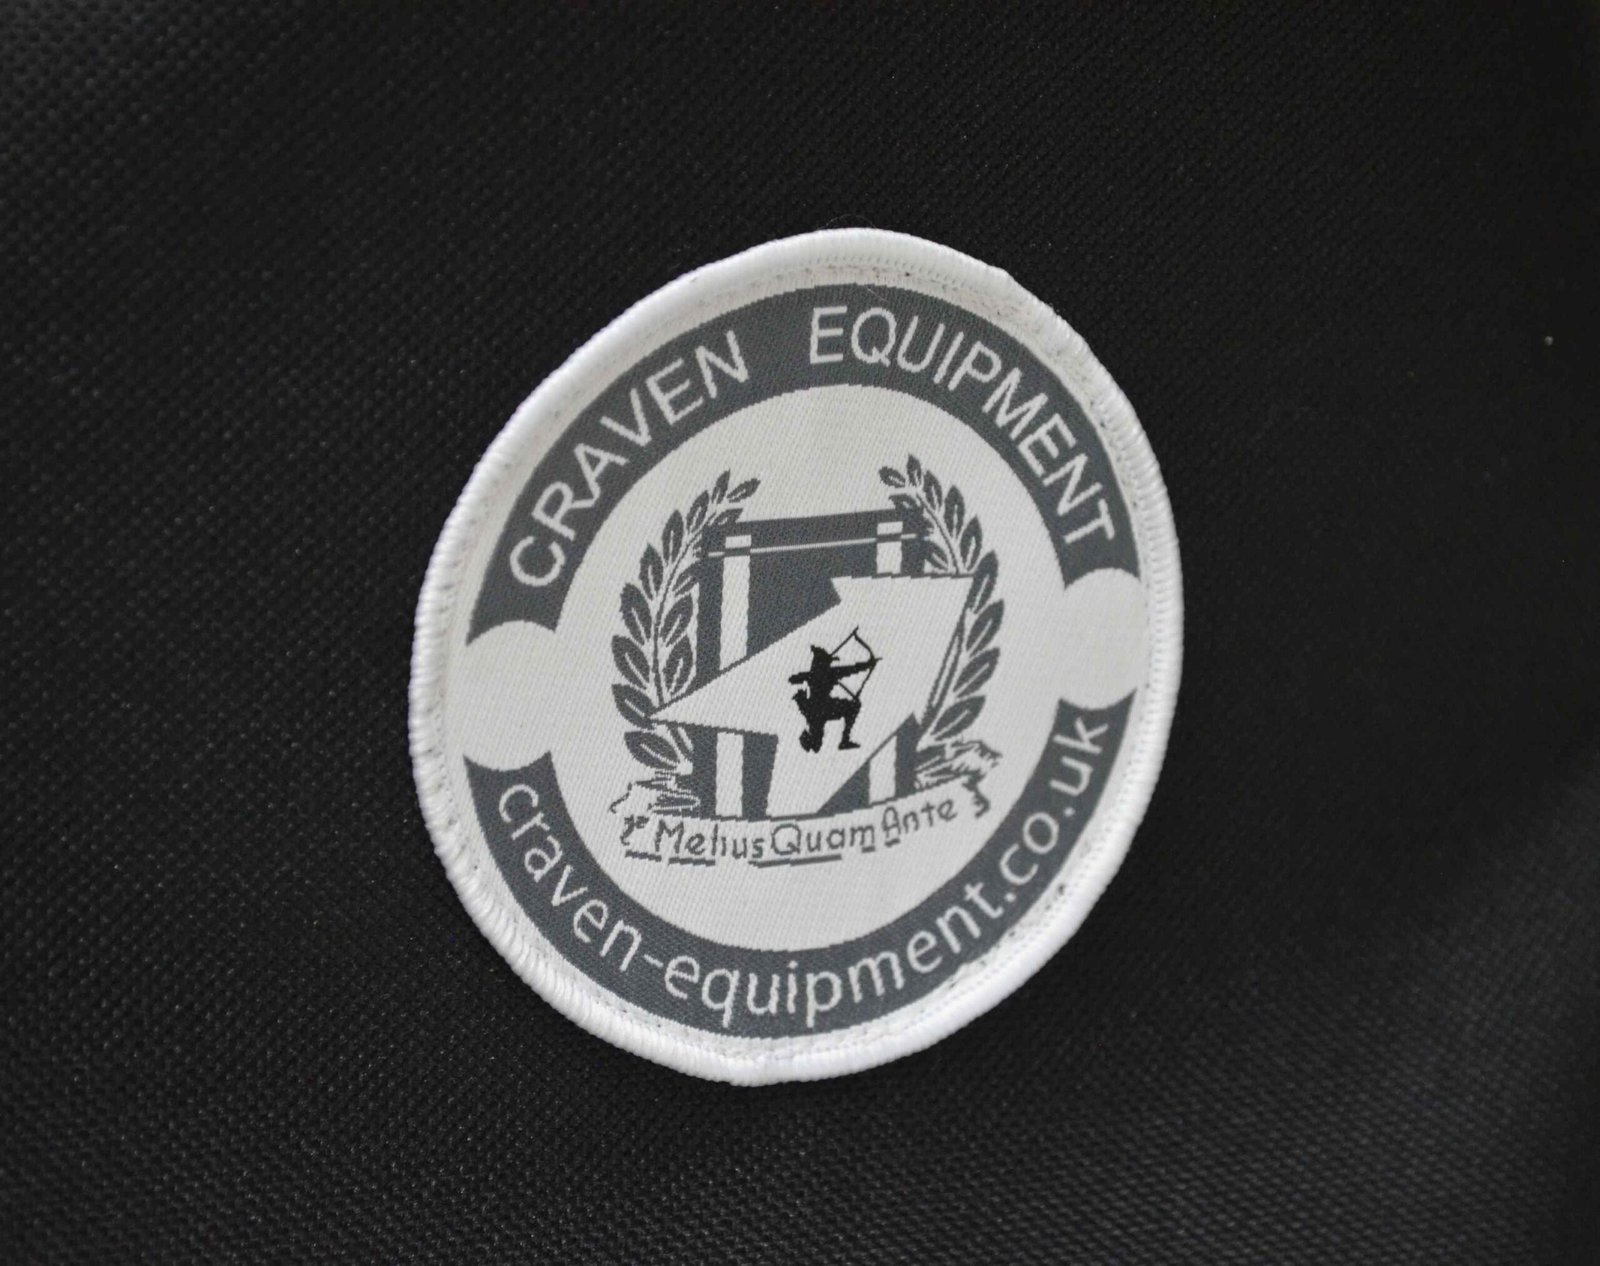 CRAVEN EQUIPMENT
Melius Quam Ante
craven-equipment.co.uk